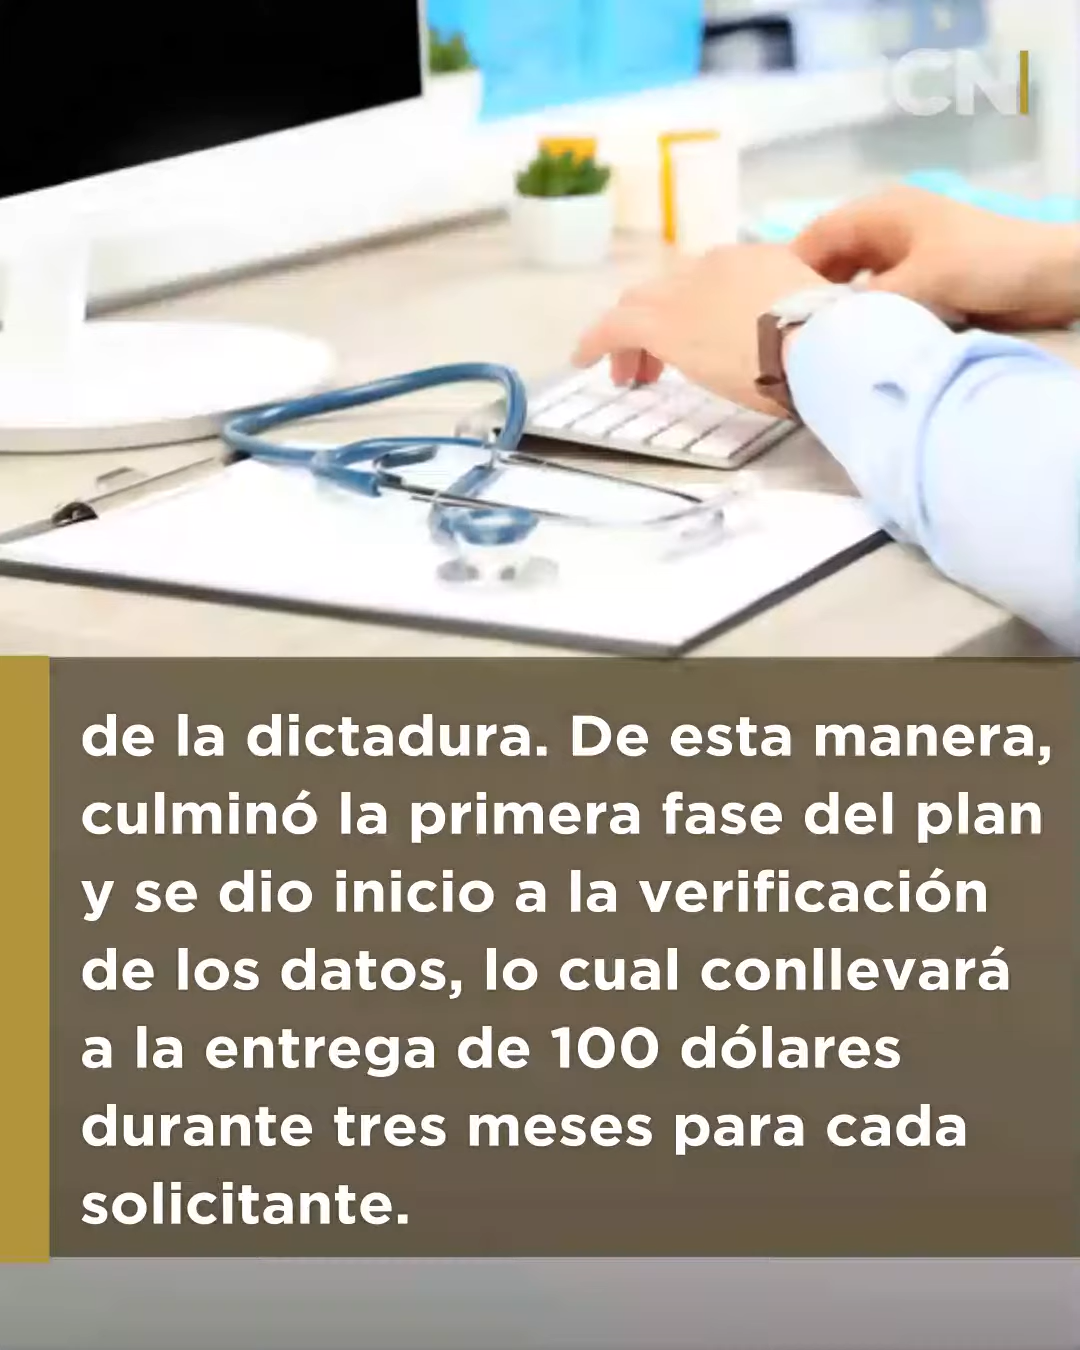 CN
de la dictadura. De esta manera,
culminó la primera fase del plan
y se dio inicio a la verificación
de los datos, lo cual conllevará
a la entrega de 100 dólares
durante tres meses para cada
solicitante.